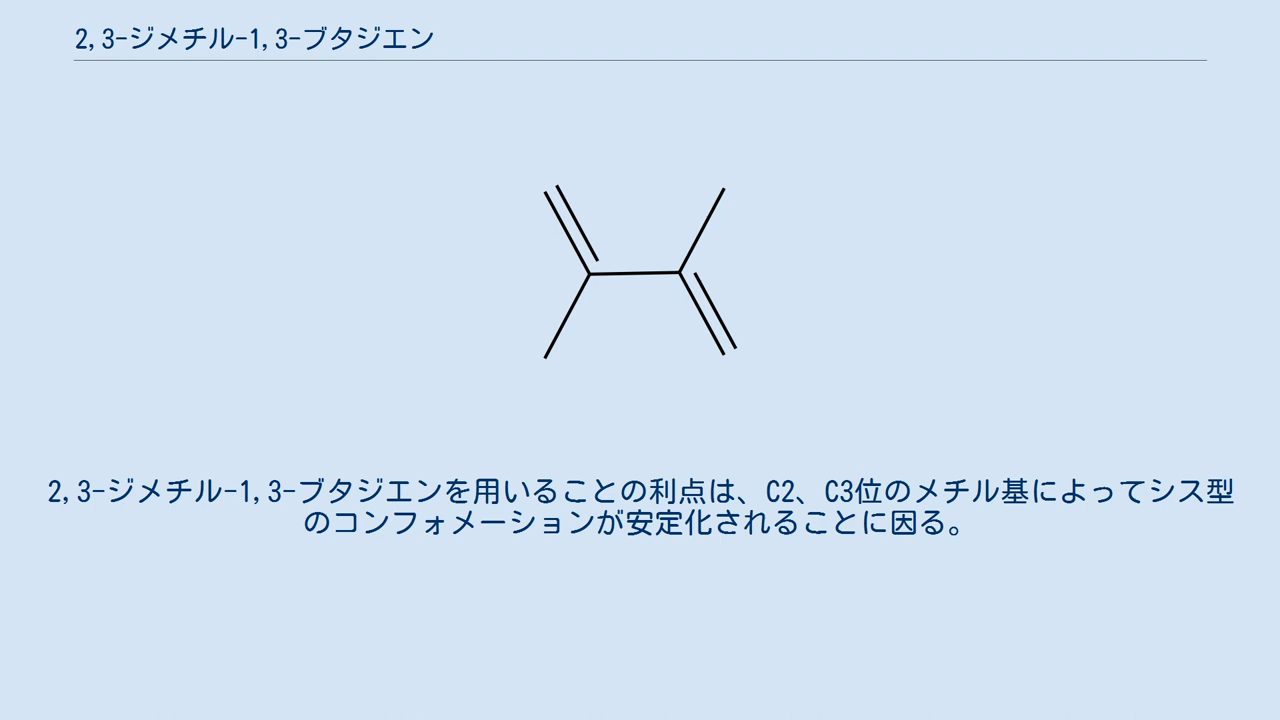 2,3-ジメチル-1,3-ブタジエン
2,3-ジメチル-1,3-ブタジエンを用いることの利点は、C2、C3位のメチル基によってシス型
のコンフォメーションが安定化されることに因る。